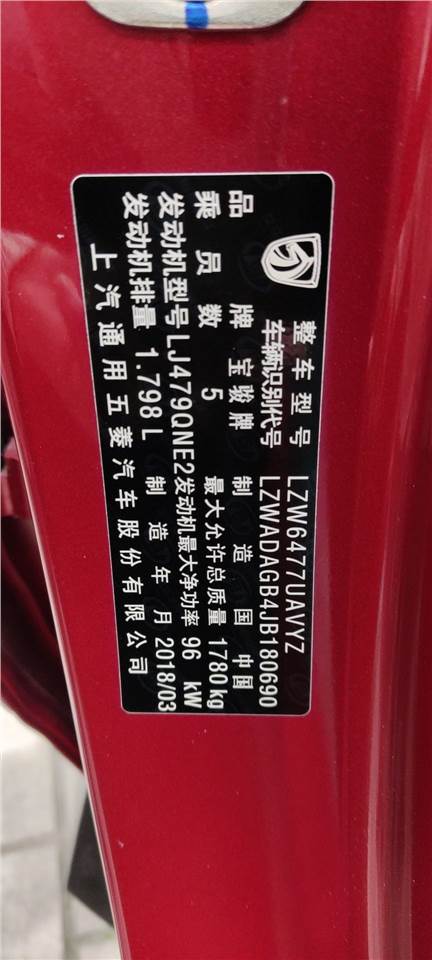 整车型号 LZW6477UAVYZ
车辆识别代号 LZWADAGB4JB180690
品牌 宝骏牌 制造国 中国
乘员数 5 最大允许总质量 1780kg
发动机型号 LJ479QNE2 发动机最大净功率 96 kW
发动机排量 1.798L 制造年月 2018/03
上汽通用五菱汽车股份有限公司